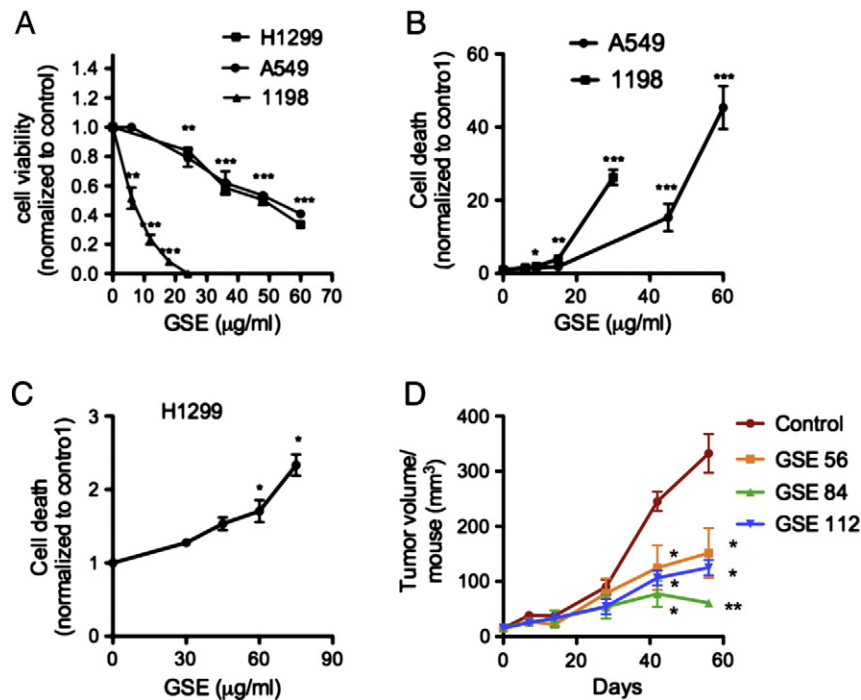 A
H1299
A549
1198
cell viability
(normalized to control)
1.4
1.2
1.0
0.8
0.6
0.4
0.2
0.0
**
***
***
***
**
***
***
0 10 20 30 40 50 60 70
GSE (µg/ml)
B
A549
1198
Cell death
(normalized to contro1)
60
40
20
0
*
**
***
***
***
0 20 40 60
GSE (µg/ml)
C
H1299
Cell death
(normalized to contro1)
3
2
1
0
*
*
0 30 60 90
GSE (µg/ml)
D
Tumor volume/
mouse (mm³)
400
300
200
100
0
*
*
*
*
*
**
0 20 40 60
Days
Control
GSE 56
GSE 84
GSE 112